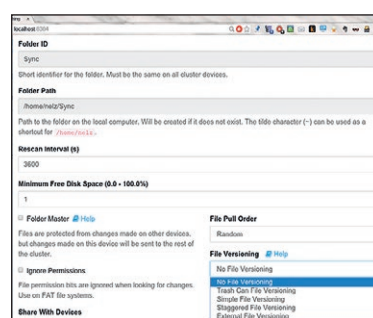 localhost:8384
Folder ID
Sync
Short identifier for the folder. Must be the same on all cluster devices.
Folder Path
/home/nelz/Sync
Path to the folder on the local computer. Will be created if it does not exist. The tilde character (~) can be used as a
shortcut for /home/nelz.
Rescan Interval (s)
3600
Minimum Free Disk Space (0.0 - 100.0%)
1
Folder Master Help
Files are protected from changes made on other devices,
but changes made on this device will be sent to the rest of
the cluster.
Ignore Permissions
File permission bits are ignored when looking for changes.
Use on FAT file systems.
Share With Devices
File Pull Order
Random
File Versioning Help
No File Versioning
No File Versioning
Trash Can File Versioning
Simple File Versioning
Staggered File Versioning
External File Versioning